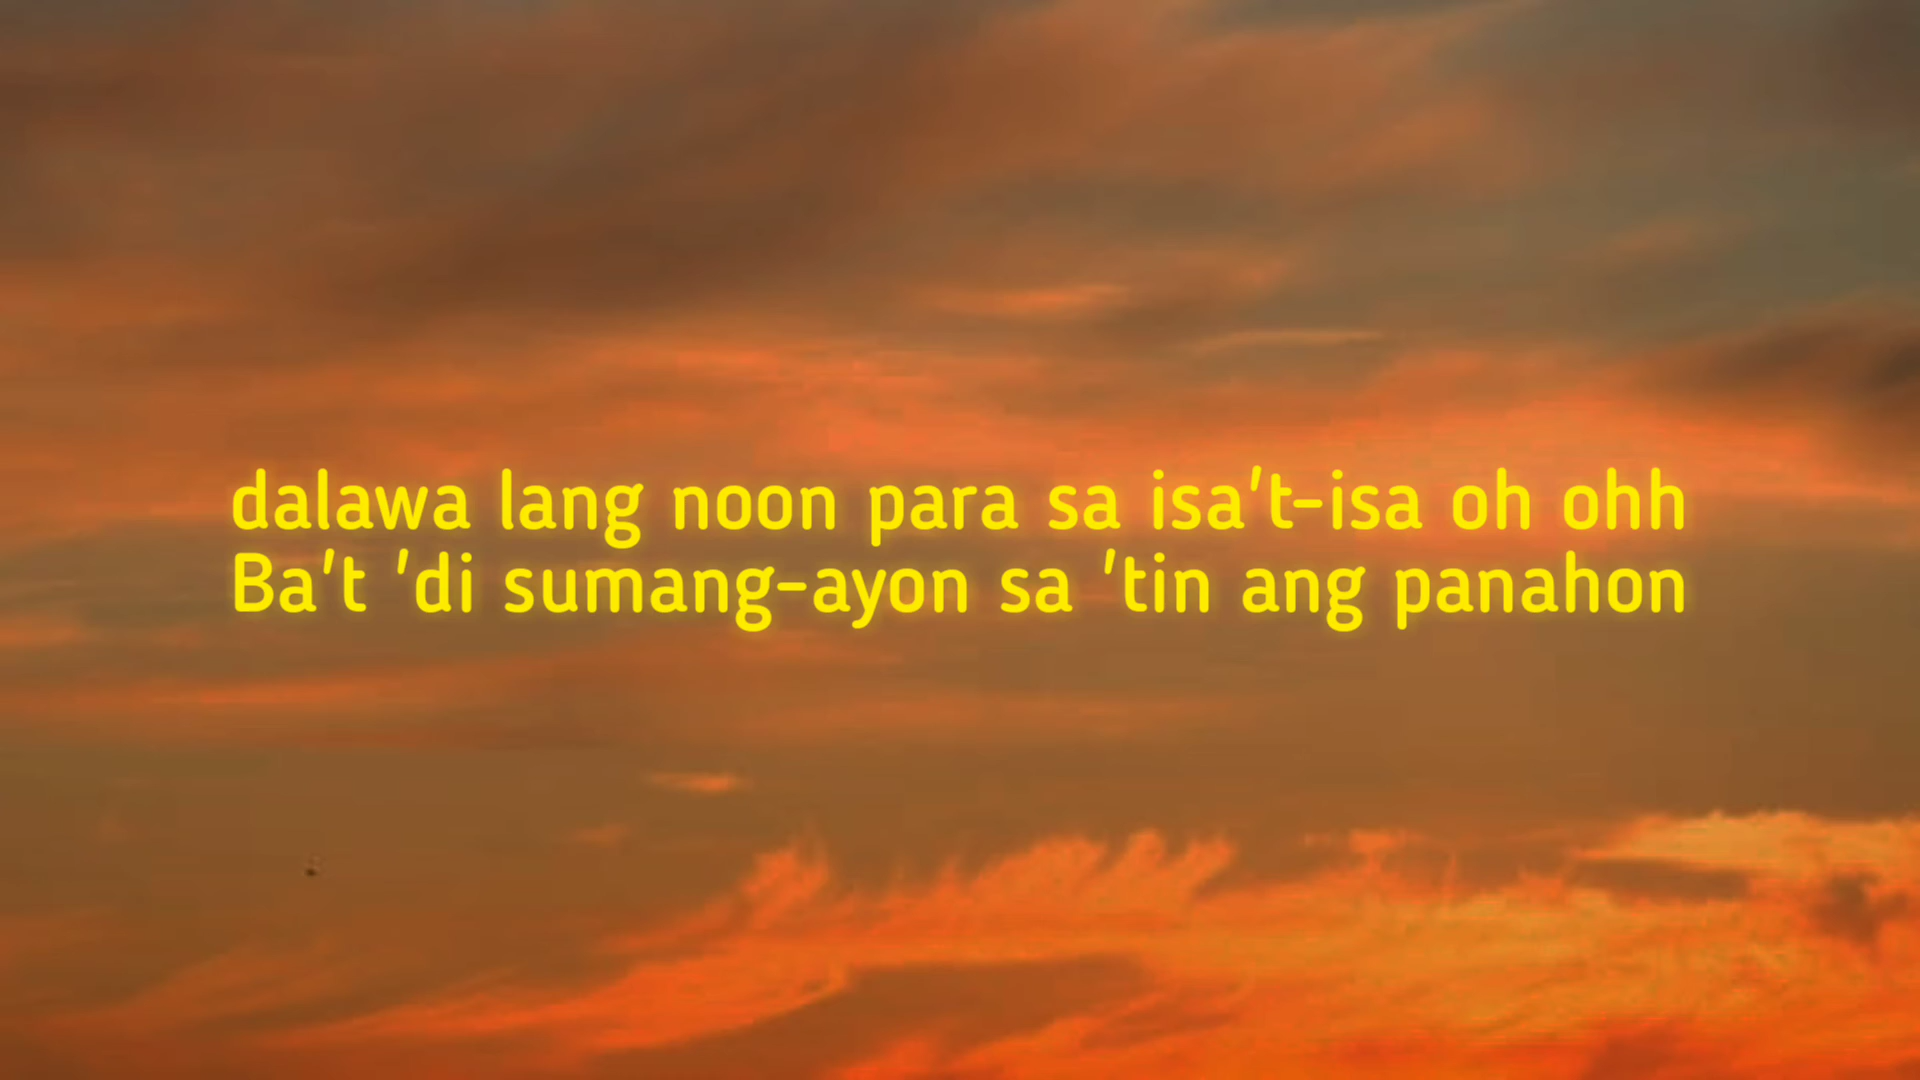 dalawa lang noon para sa isa't-isa oh ohh
Ba't 'di sumang-ayon sa 'tin ang panahon